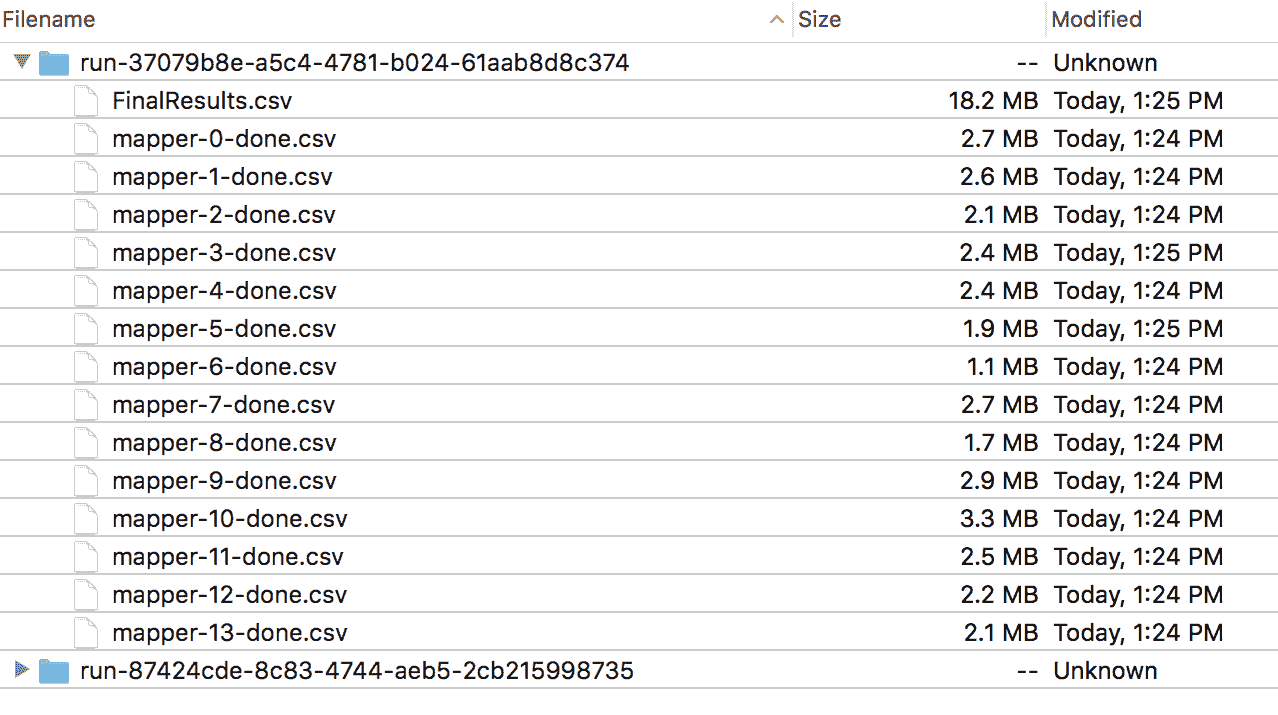 Filename Size Modified
run-37079b8e-a5c4-4781-b024-61aab8d8c374 -- Unknown
FinalResults.csv 18.2 MB Today, 1:25 PM
mapper-0-done.csv 2.7 MB Today, 1:24 PM
mapper-1-done.csv 2.6 MB Today, 1:24 PM
mapper-2-done.csv 2.1 MB Today, 1:24 PM
mapper-3-done.csv 2.4 MB Today, 1:25 PM
mapper-4-done.csv 2.4 MB Today, 1:24 PM
mapper-5-done.csv 1.9 MB Today, 1:25 PM
mapper-6-done.csv 1.1 MB Today, 1:24 PM
mapper-7-done.csv 2.7 MB Today, 1:24 PM
mapper-8-done.csv 1.7 MB Today, 1:24 PM
mapper-9-done.csv 2.9 MB Today, 1:24 PM
mapper-10-done.csv 3.3 MB Today, 1:24 PM
mapper-11-done.csv 2.5 MB Today, 1:24 PM
mapper-12-done.csv 2.2 MB Today, 1:24 PM
mapper-13-done.csv 2.1 MB Today, 1:24 PM
run-87424cde-8c83-4744-aeb5-2cb215998735 -- Unknown